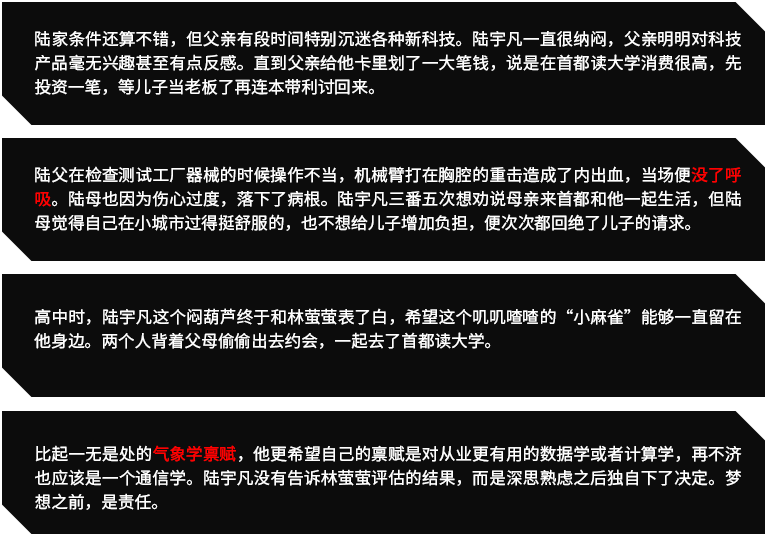 陆家条件还算不错，但父亲有段时间特别沉迷各种新科技。陆宇凡一直很纳闷，父亲明明对科技
产品毫无兴趣甚至有点反感。直到父亲给他卡里划了一大笔钱，说是在首都读大学消费很高，先
投资一笔，等儿子当老板了再连本带利讨回来。
陆父在检查测试工厂器械的时候操作不当，机械臂打在胸腔的重击造成了内出血，当场便没了呼
吸。陆母也因为伤心过度，落下了病根。陆宇凡三番五次想劝说母亲来首都和他一起生活，但陆
母觉得自己在小城市过得挺舒服的，也不想给儿子增加负担，便次次都回绝了儿子的请求。
高中时，陆宇凡这个闷葫芦终于和林萤萤表了白，希望这个叽叽喳喳的“小麻雀”能够一直留在
他身边。两个人背着父母偷偷出去约会，一起去了首都读大学。
比起一无是处的气象学禀赋，他更希望自己的禀赋是对从业更有用的数据学或者计算学，再不济
也应该是一个通信学。陆宇凡没有告诉林萤萤评估的结果，而是深思熟虑之后独自下了决定。梦
想之前，是责任。